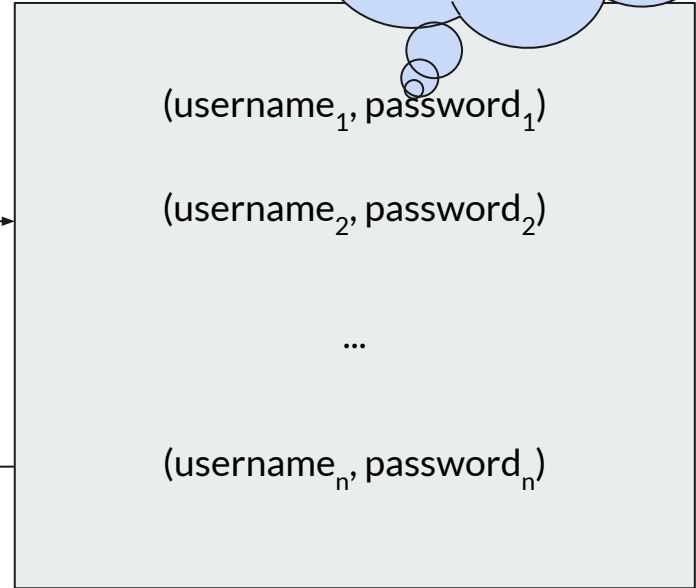 (username₁, password₁)
(username₂, password₂)
...
(usernameₙ, passwordₙ)